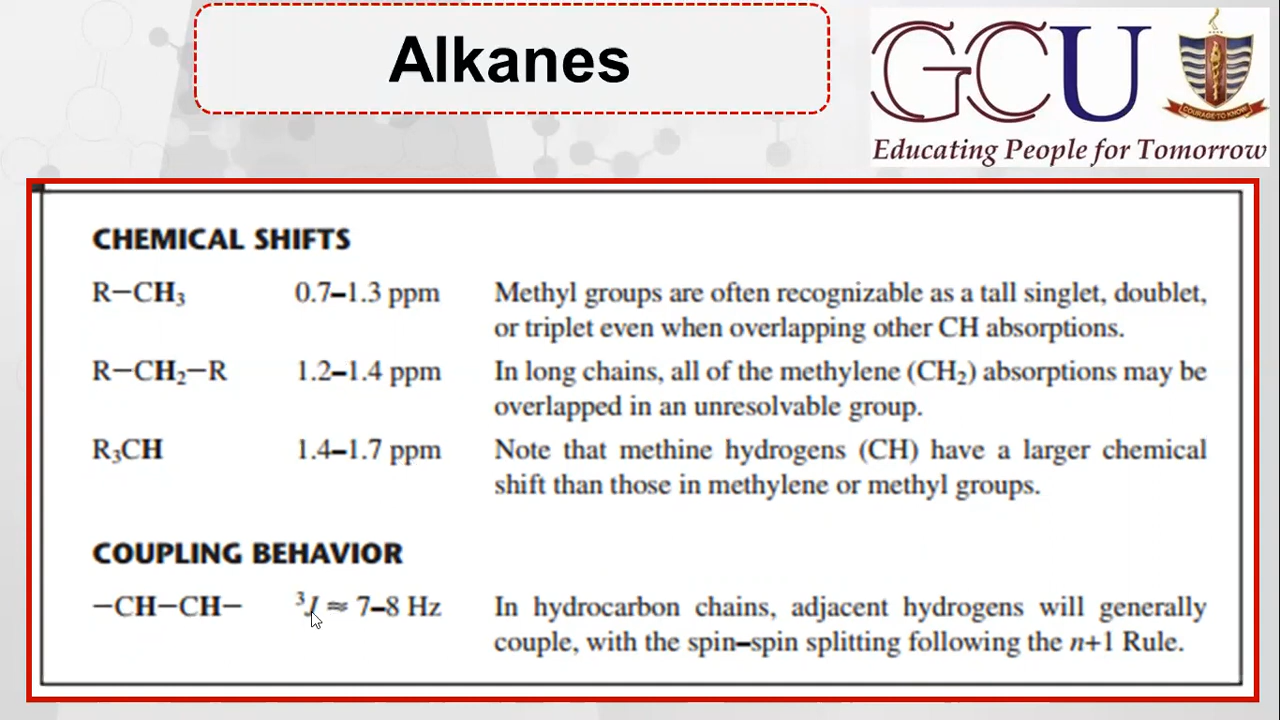 Alkanes
GCU
COURAGE TO KNOW
Educating People for Tomorrow
CHEMICAL SHIFTS
R–CH₃ 0.7–1.3 ppm Methyl groups are often recognizable as a tall singlet, doublet,
or triplet even when overlapping other CH absorptions.
R–CH₂–R 1.2–1.4 ppm In long chains, all of the methylene (CH₂) absorptions may be
overlapped in an unresolvable group.
R₃CH 1.4–1.7 ppm Note that methine hydrogens (CH) have a larger chemical
shift than those in methylene or methyl groups.
COUPLING BEHAVIOR
–CH–CH– ³J ≈ 7–8 Hz In hydrocarbon chains, adjacent hydrogens will generally
couple, with the spin–spin splitting following the n+1 Rule.